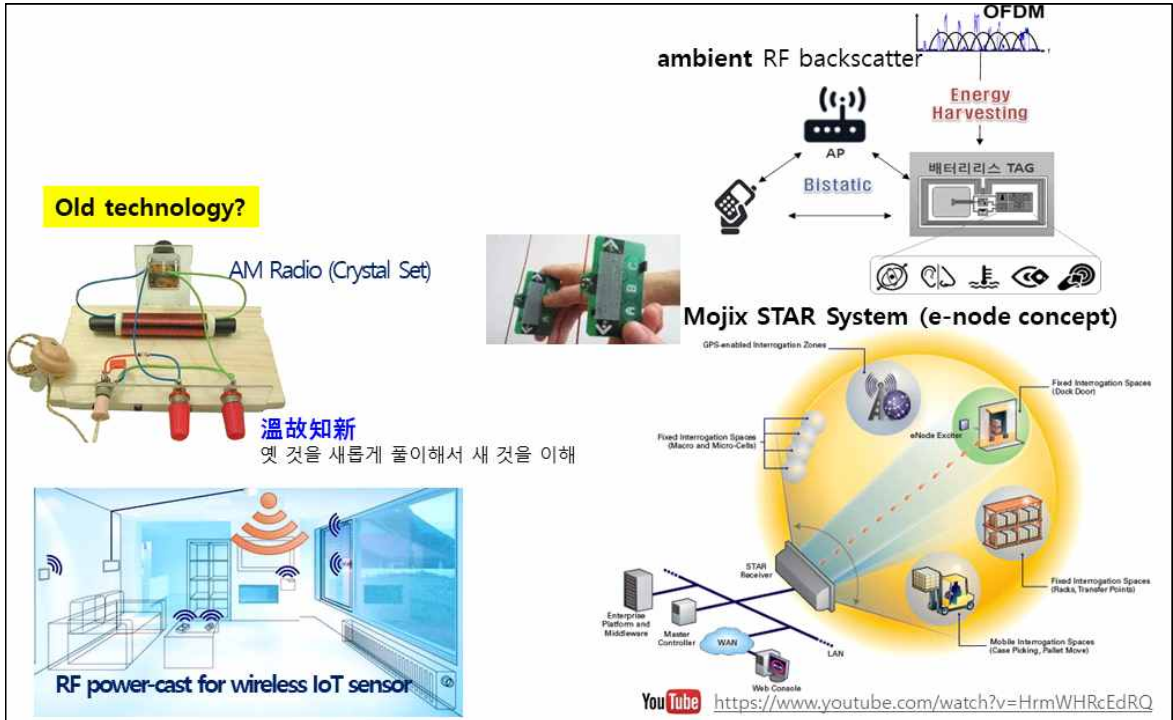 OFDM
ambient RF backscatter
Energy
Harvesting
AP
배터리리스 TAG
Bistatic
Old technology?
AM Radio (Crystal Set)
溫故知新
옛 것을 새롭게 풀이해서 새 것을 이해
RF power-cast for wireless IoT sensor
Mojix STAR System (e-node concept)
GPS-enabled Interrogation Zones
Fixed Interrogation Spaces
(Dock Door)
eNode Exciter
Fixed Interrogation Spaces
(Macro and Micro-Cells)
STAR
Receiver
Fixed Interrogation Spaces
(Racks, Transfer Points)
Enterprise
Platform and
Middleware
Master
Controller
WAN
LAN
Mobile Interrogation Spaces
(Case Picking, Pallet Move)
Web Console
YouTube https://www.youtube.com/watch?v=HrmWHRcEdRQ